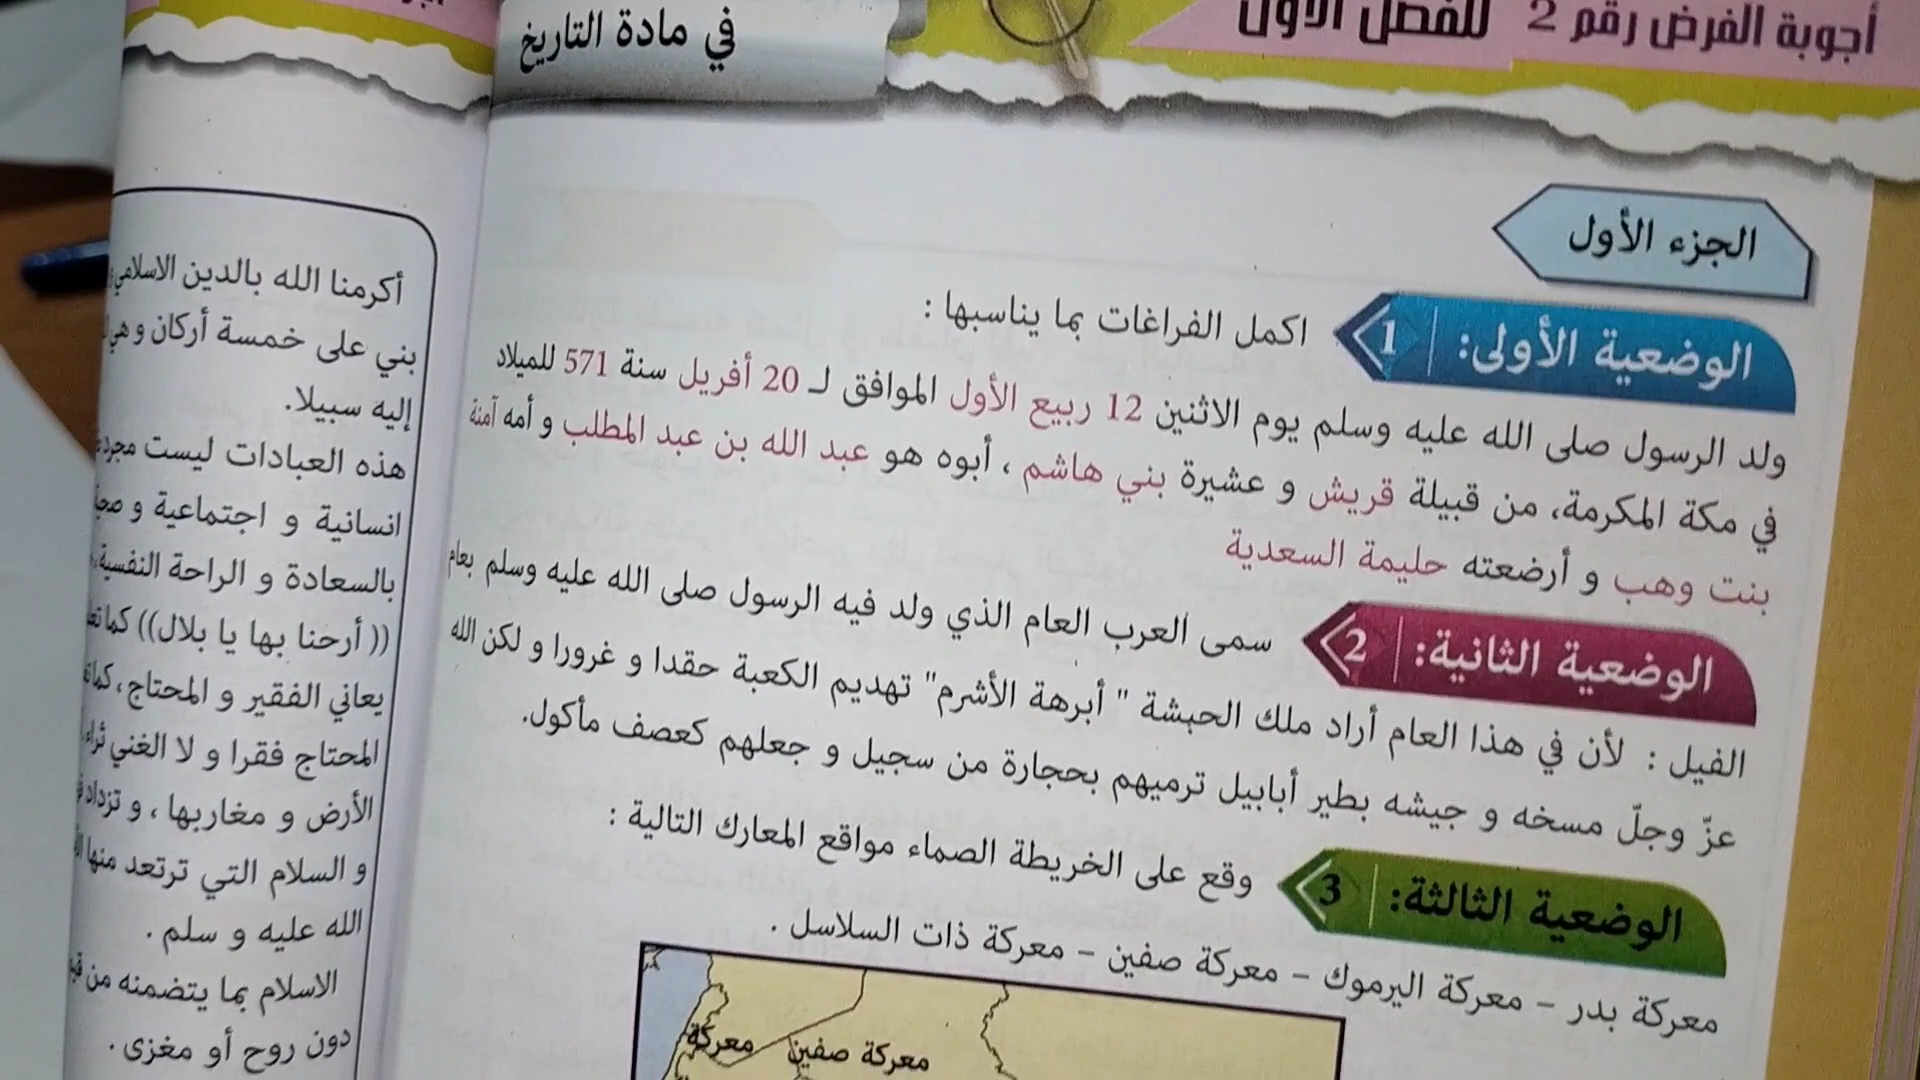 أجوبة الفرض رقم 2 للفصل الأول
في مادة التاريخ
الجزء الأول
الوضعية الأولى: 1 اكمل الفراغات بما يناسبها :
ولد الرسول صلى الله عليه وسلم يوم الاثنين 12 ربيع الأول الموافق لـ 20 أفريل سنة 571 للميلاد
في مكة المكرمة، من قبيلة قريش و عشيرة بني هاشم ، أبوه هو عبد الله بن عبد المطلب و أمه آمنة
بنت وهب و أرضعته حليمة السعدية
الوضعية الثانية: 2 سمى العرب العام الذي ولد فيه الرسول صلى الله عليه وسلم بعام
الفيل : لأن في هذا العام أراد ملك الحبشة " أبرهة الأشرم" تهديم الكعبة حقدا و غرورا و لكن الله
عزّ وجلّ مسخه و جيشه بطير أبابيل ترميهم بحجارة من سجيل و جعلهم كعصف مأكول.
الوضعية الثالثة: 3 وقع على الخريطة الصماء مواقع المعارك التالية :
معركة بدر – معركة اليرموك – معركة صفين – معركة ذات السلاسل .
معركة صفين
معركة
أكرمنا الله بالدين الاسلامي
بني على خمسة أركان و هي
إليه سبيلا.
هذه العبادات ليست مجرد
انسانية و اجتماعية و
بالسعادة و الراحة النفسية،
(( أرحنا بها يا بلال)) كما
يعاني الفقير و المحتاج ، كما
المحتاج فقرا و لا الغني ثراء
الأرض و مغاربها ، و تزداد
و السلام التي ترتعد منها
الله عليه و سلم .
الاسلام بما يتضمنه من
دون روح أو مغزى .